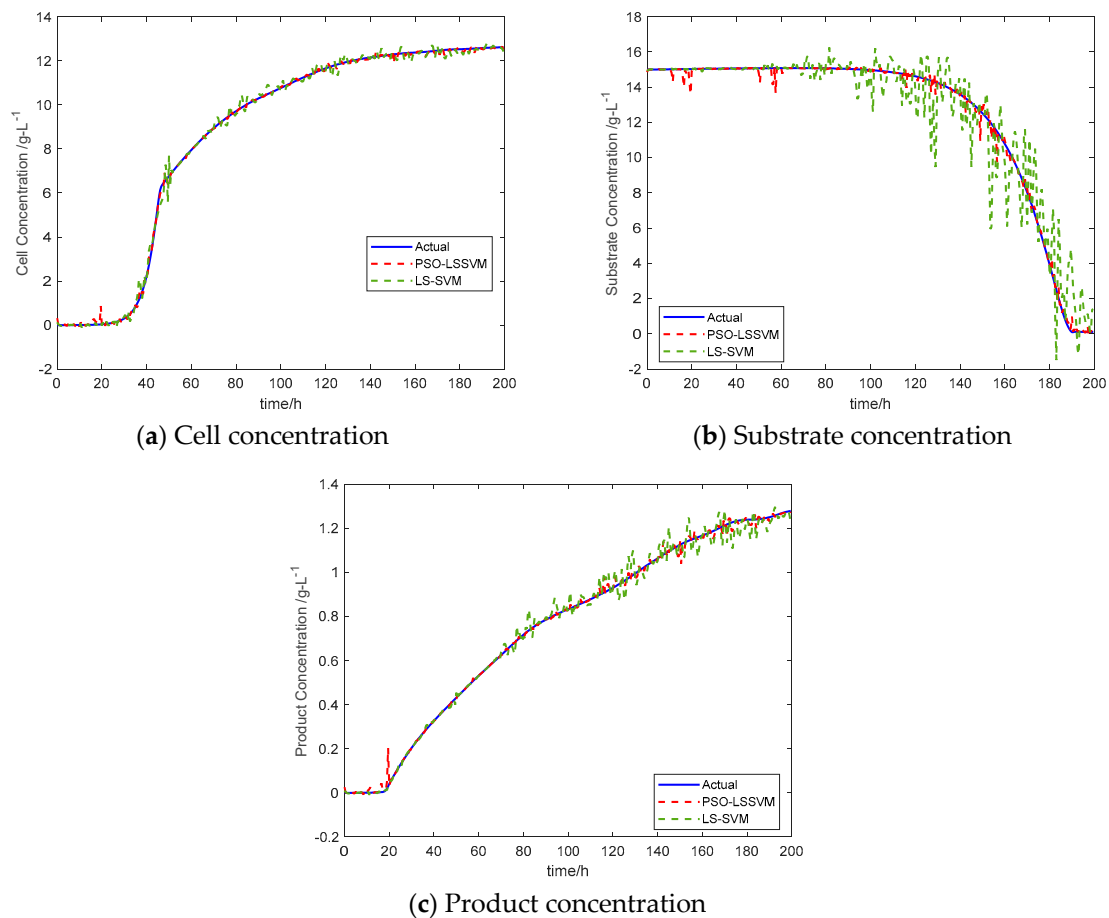 14
12
10
8
6
4
2
0
-2
Cell Concentration /g-L⁻¹
Actual
PSO-LSSVM
LS-SVM
0 20 40 60 80 100 120 140 160 180 200
time/h
(a) Cell concentration
18
16
14
12
10
8
6
4
2
0
-2
Substrate Concentration /g-L⁻¹
Actual
PSO-LSSVM
LS-SVM
0 20 40 60 80 100 120 140 160 180 200
time/h
(b) Substrate concentration
1.4
1.2
1
0.8
0.6
0.4
0.2
0
-0.2
Product Concentration /g-L⁻¹
Actual
PSO-LSSVM
LS-SVM
0 20 40 60 80 100 120 140 160 180 200
time/h
(c) Product concentration